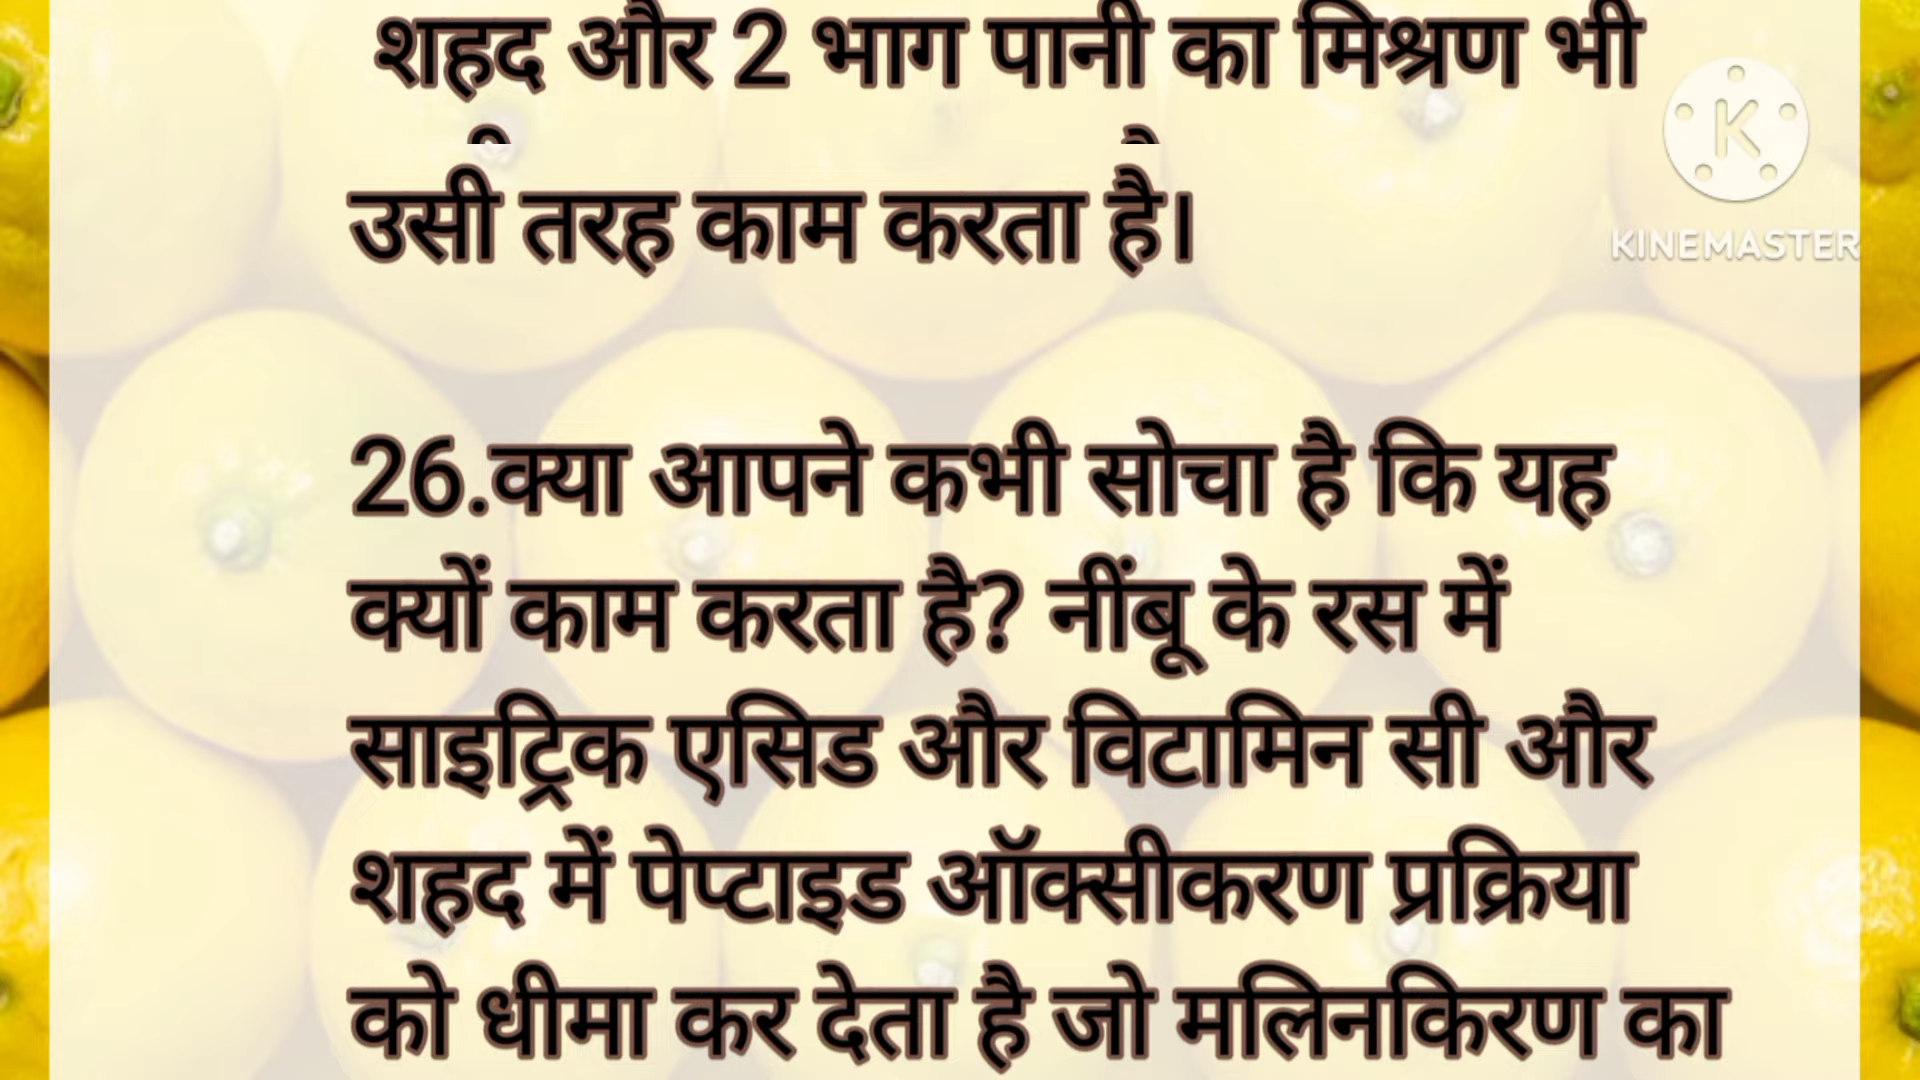 शहद और 2 भाग पानी का मिश्रण भी
उसी तरह काम करता है।
KINEMASTER
26.क्या आपने कभी सोचा है कि यह
क्यों काम करता है? नींबू के रस में
साइट्रिक एसिड और विटामिन सी और
शहद में पेप्टाइड ऑक्सीकरण प्रक्रिया
को धीमा कर देता है जो मलिनकिरण का